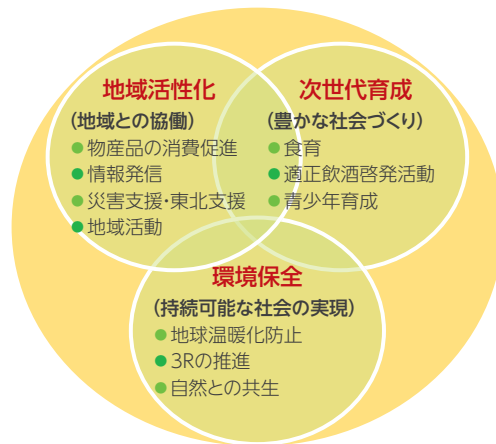 地域活性化
(地域との協働)
●物産品の消費促進
●情報発信
●災害支援・東北支援
●地域活動
次世代育成
(豊かな社会づくり)
●食育
●適正飲酒啓発活動
●青少年育成
環境保全
(持続可能な社会の実現)
●地球温暖化防止
●3Rの推進
●自然との共生